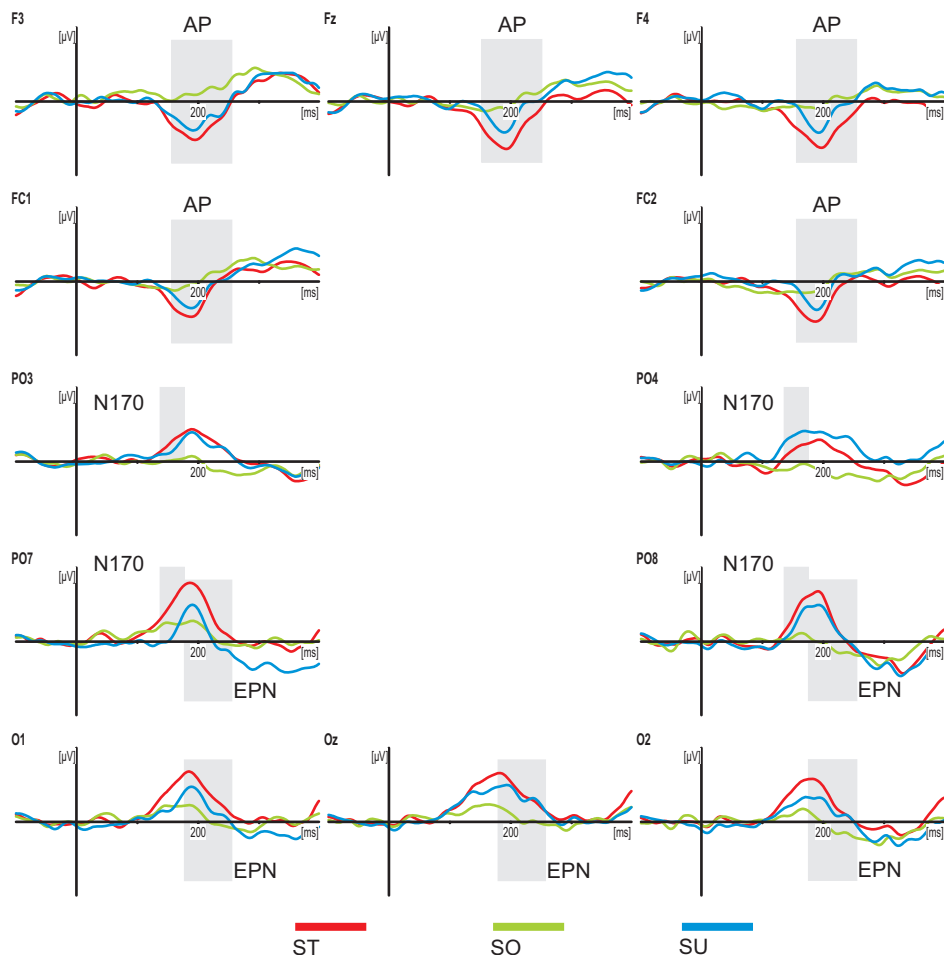 F3 AP Fz AP F4 AP
[µV] [µV] [µV]
200 [ms] 200 [ms] 200 [ms]
FC1 AP FC2 AP
[µV] [µV]
200 [ms] 200 [ms]
PO3 PO4
[µV] N170 [µV] N170
200 [ms] 200 [ms]
PO7 N170 PO8 N170
[µV] [µV]
200 [ms] 200 [ms]
EPN EPN
O1 Oz O2
[µV] [µV] [µV]
200 [ms] 200 [ms] 200 [ms]
EPN EPN EPN
ST SO SU